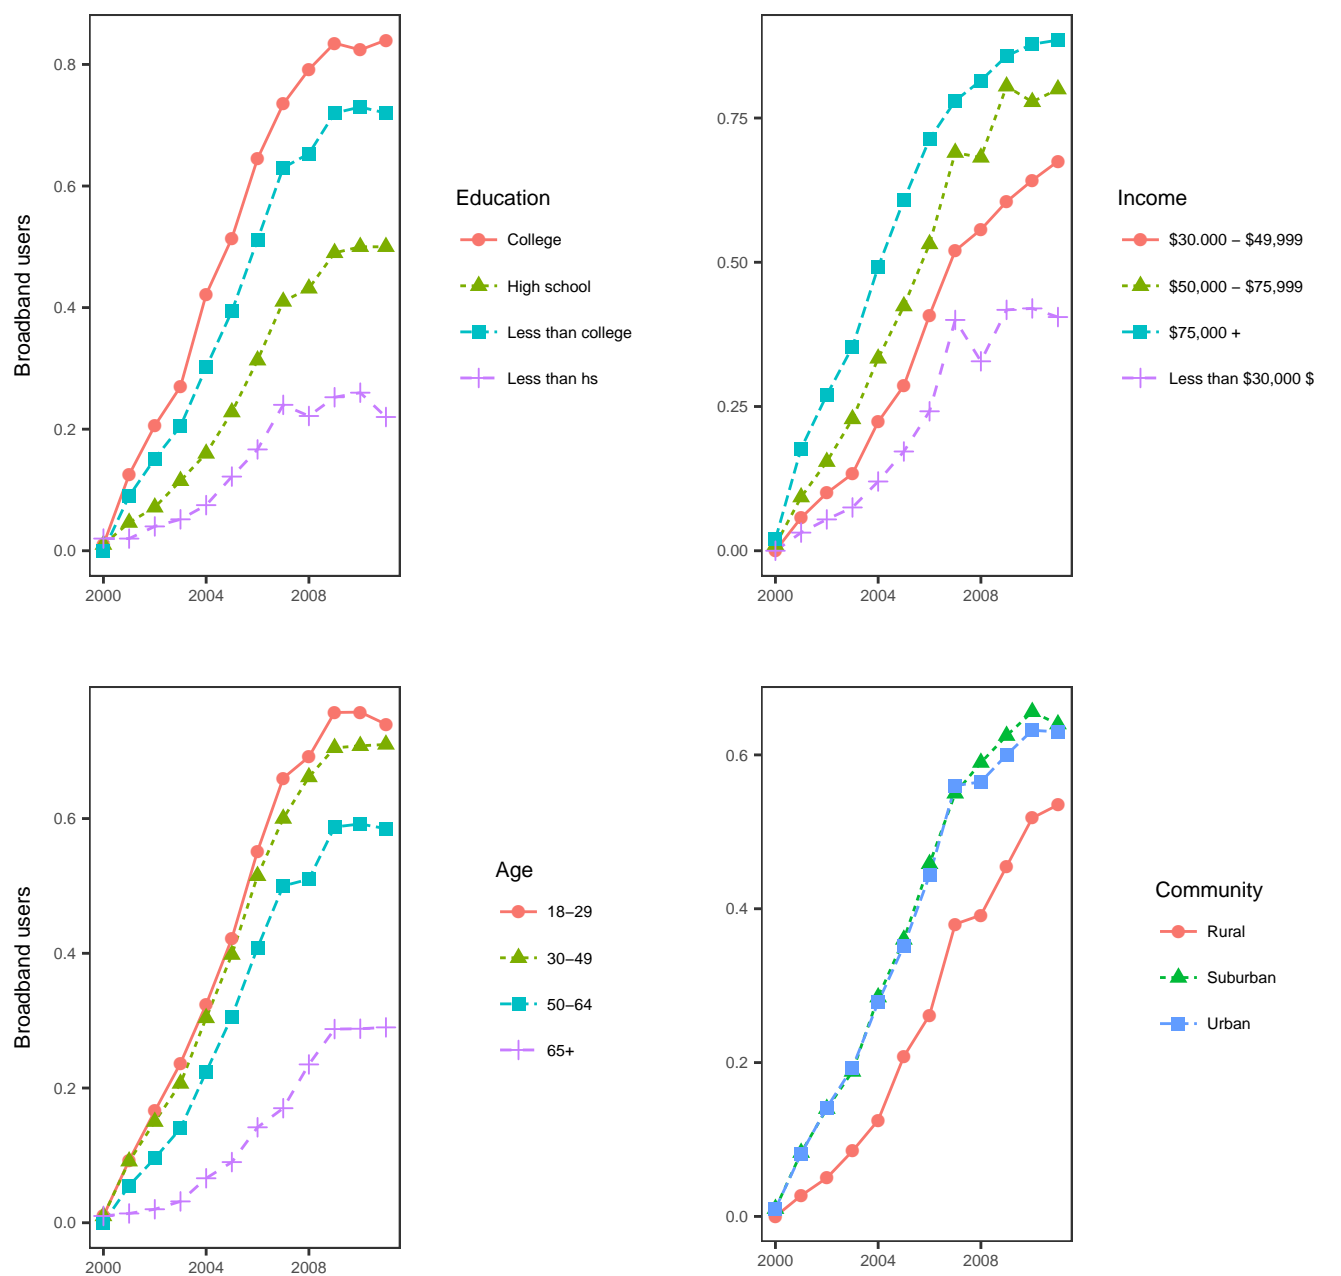 Broadband users
0.8
0.6
0.4
0.2
0.0
2000
2004
2008
Education
College
High school
Less than college
Less than hs
0.75
0.50
0.25
0.00
2000
2004
2008
Income
$30.000 – $49,999
$50,000 – $75,999
$75,000 +
Less than $30,000 $
Broadband users
0.6
0.4
0.2
0.0
2000
2004
2008
Age
18–29
30–49
50–64
65+
0.6
0.4
0.2
0.0
2000
2004
2008
Community
Rural
Suburban
Urban